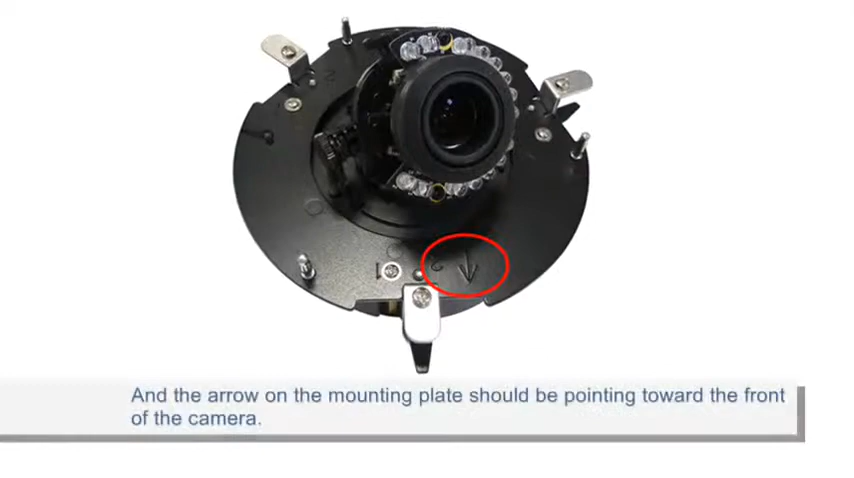 And the arrow on the mounting plate should be pointing toward the front
of the camera.